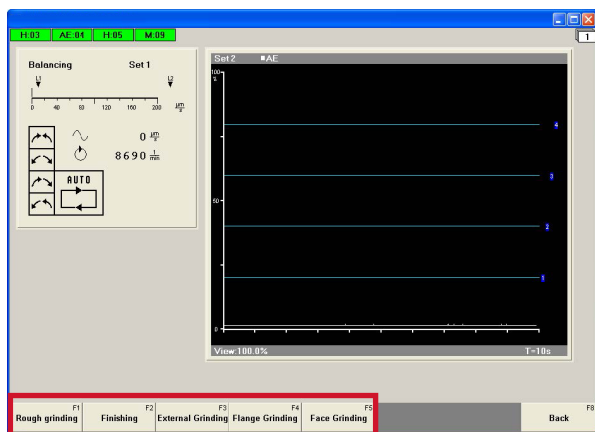 H:03 AE:04 H:05 M:09
1
Balancing Set 1
L1 L2
0 40 80 120 160 200 µm/s
0 µm/s
8690 1/min
AUTO
Set 2 AE
100
%
50
0
4
3
2
1
View:100.0% T=10s
F1 F2 F3 F4 F5 F8
Rough grinding Finishing External Grinding Flange Grinding Face Grinding Back